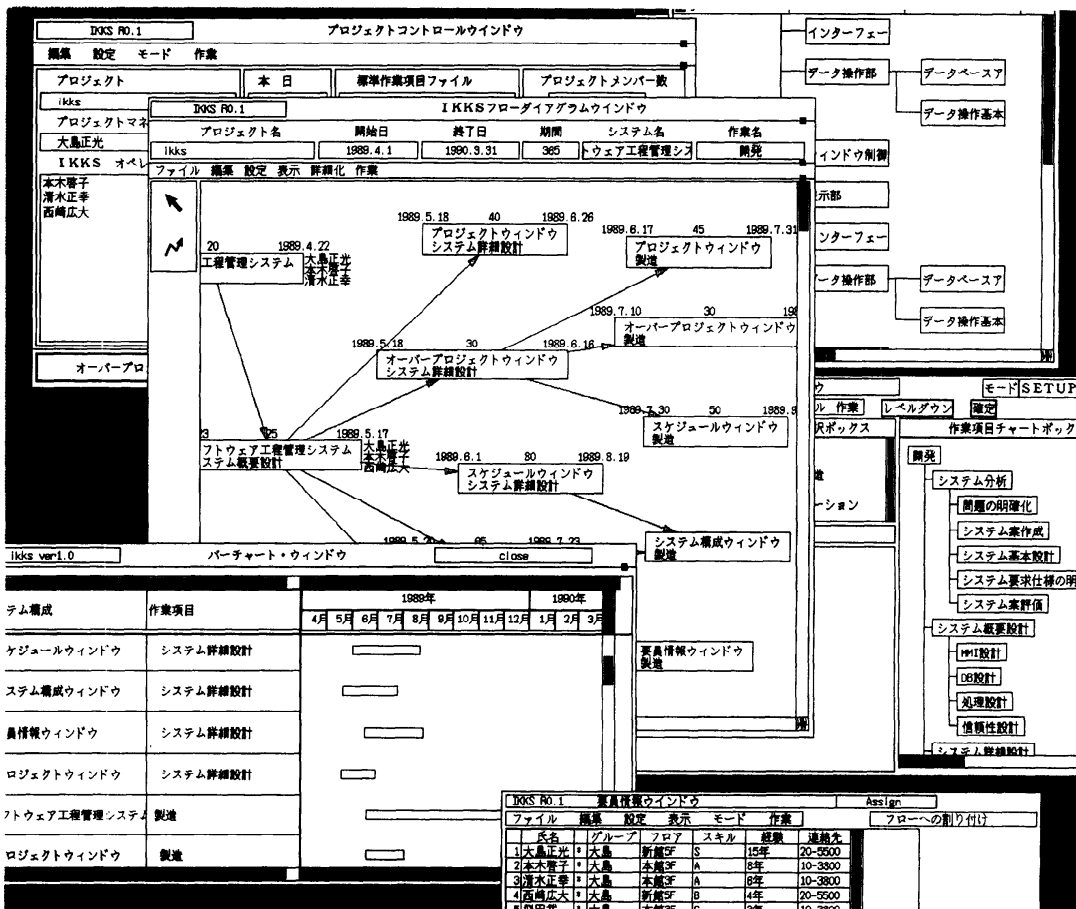 IKKS R0.1 プロジェクトコントロールウインドウ
編集 設定 モード 作業
プロジェクト 本 日 標準作業項目ファイル プロジェクトメンバー数
ikks
プロジェクトマネ
大島正光
IKKS オペレ
本木啓子
清水正幸
西崎広大
オーバープロ
インターフェー
データ操作部 データベースア
データ操作基本
ィンドウ制御
示部
ンターフェー
ータ操作部 データベースア
データ操作基本
IKKS R0.1 IKKSフローダイアグラムウインドウ
プロジェクト名 開始日 終了日 期間 システム名 作業名
ikks 1989.4.1 1990.3.31 365 トウェア工程管理シス 開発
ファイル 編集 設定 表示 詳細化 作業
20 1989.4.22
工程管理システム
大島正光
本木啓子
清水正幸
1989.5.18 40 1989.6.26
プロジェクトウィンドウ
システム詳細設計
1989.6.17 45 1989.7.31
プロジェクトウィンドウ
製造
1989.7.10 30 198
オーバープロジェクトウィンドウ
製造
1989.5.18 30 1989.6.16
オーバープロジェクトウィンドウ
システム詳細設計
1989.7.30 50 1989.9
スケジュールウィンドウ
製造
23 25 1989.5.17
フトウェア工程管理システム
ステム概要設計
大島正光
本木啓子
西崎広大
1989.6.1 80 1989.8.19
スケジュールウィンドウ
システム詳細設計
1989.7.23
システム構成ウィンドウ
製造
要員情報ウィンドウ
製造
ウ モード SETUP
ル 作業 レベルダウン 確定
択ボックス 作業項目チャートボック
ーション
開発
システム分析
問題の明確化
システム案作成
システム基本設計
システム要求仕様の明
システム案評価
システム概要設計
MMI設計
DB設計
処理設計
信頼性設計
システム詳細設計
ikks ver1.0 バーチャート・ウィンドウ close
テム構成 作業項目 1989年 1990年
4月 5月 6月 7月 8月 9月 10月 11月 12月 1月 2月 3月
ケジュールウィンドウ システム詳細設計
ステム構成ウィンドウ システム詳細設計
員情報ウィンドウ システム詳細設計
ロジェクトウィンドウ システム詳細設計
フトウェア工程管理システム 製造
ロジェクトウィンドウ 製造
IKKS R0.1 要員情報ウインドウ Assign
ファイル 編集 設定 表示 モード 作業 フローへの割り付け
氏名 * グループ フロア スキル 経験 連絡先
1 大島正光 * 大島 新館5F S 15年 20-5500
2 本木啓子 * 大島 本館3F A 8年 10-3800
3 清水正幸 * 大島 本館3F A 6年 10-3800
4 西崎広大 * 大島 新館5F B 4年 20-5500